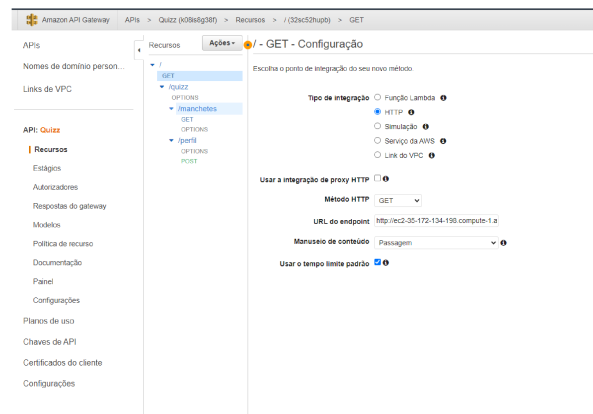 Amazon API Gateway APIs > Quizz (k08is8g38f) > Recursos > / (32sc52hupb) > GET
APIs
Nomes de domínio person...
Links de VPC
API: Quizz
Recursos
Estágios
Autorizadores
Respostas do gateway
Modelos
Política de recurso
Documentação
Painel
Configurações
Planos de uso
Chaves de API
Certificados do cliente
Configurações
Recursos
Ações
/
GET
/quizz
OPTIONS
/manchetes
GET
OPTIONS
/perfil
OPTIONS
POST
/ - GET - Configuração
Escolha o ponto de integração do seu novo método.
Tipo de integração Função Lambda
HTTP
Simulação
Serviço da AWS
Link do VPC
Usar a integração de proxy HTTP
Método HTTP GET
URL do endpoint http://ec2-35-172-134-198.compute-1.a
Manuseio de conteúdo Passagem
Usar o tempo limite padrão